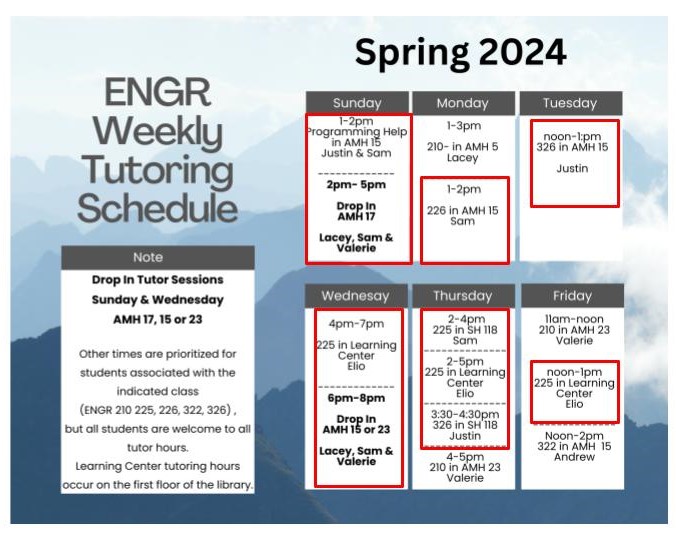 Spring 2024
ENGR
Weekly
Tutoring
Schedule
Note
Drop In Tutor Sessions
Sunday & Wednesday
AMH 17, 15 or 23
Other times are prioritized for
students associated with the
indicated class
(ENGR 210 225, 226, 322, 326) ,
but all students are welcome to all
tutor hours.
Learning Center tutoring hours
occur on the first floor of the library.
Sunday
1-2pm
Programming Help
in AMH 15
Justin & Sam
--------------
2pm- 5pm
Drop In
AMH 17
Lacey, Sam &
Valerie
Monday
1-3pm
210- in AMH 5
Lacey
1-2pm
226 in AMH 15
Sam
Tuesday
noon-1:pm
326 in AMH 15
Justin
Wednesay
4pm-7pm
225 in Learning
Center
Elio
--------------
6pm-8pm
Drop In
AMH 15 or 23
Lacey, Sam &
Valerie
Thursday
2-4pm
225 in SH 118
Sam
--------------
2-5pm
225 in Learning
Center
Elio
--------------
3:30-4:30pm
326 in SH 118
Justin
4-5pm
210 in AMH 23
Valerie
Friday
11am-noon
210 in AMH 23
Valerie
noon-1pm
225 in Learning
Center
Elio
Noon-2pm
322 in AMH 15
Andrew